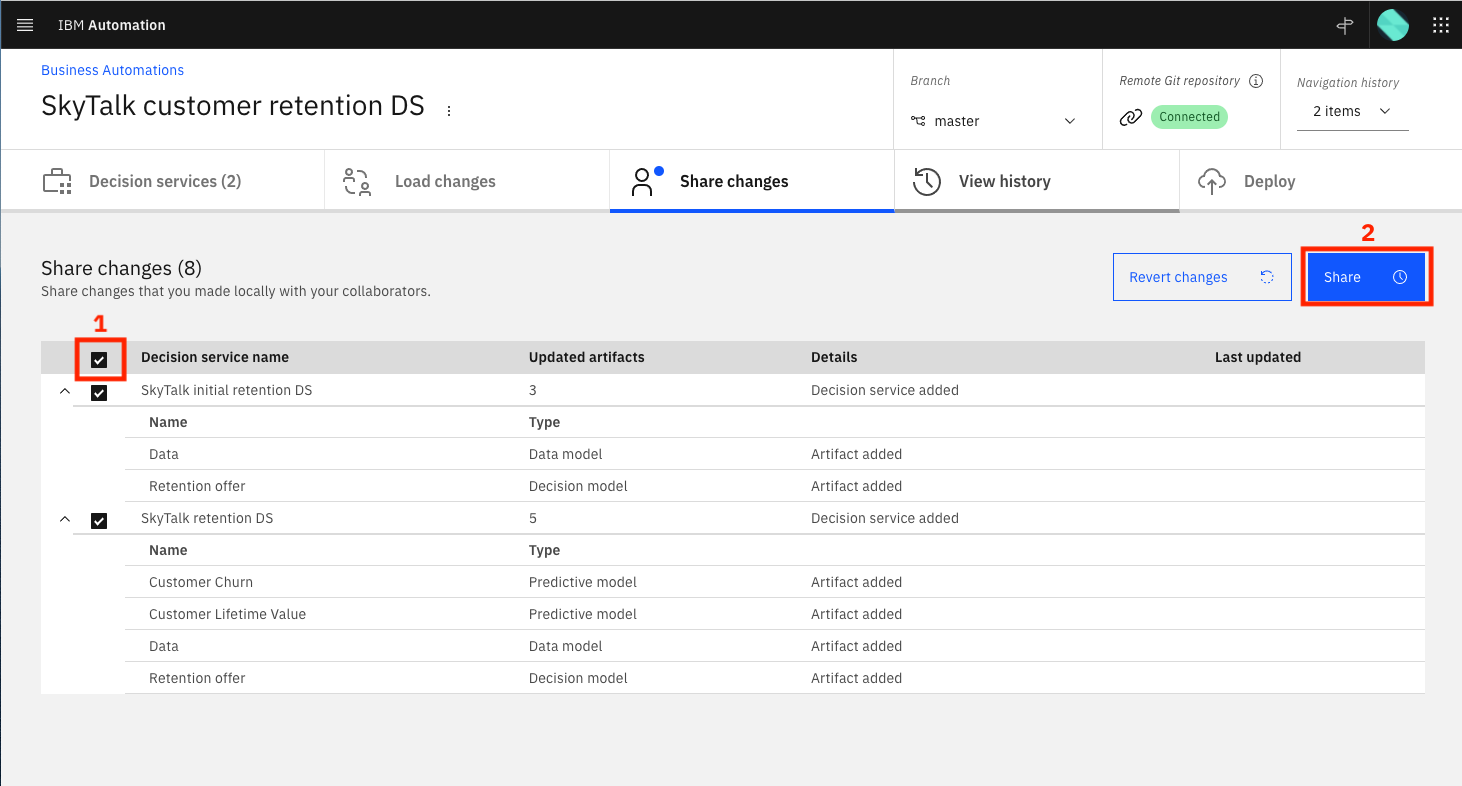 IBM Automation
Business Automations
SkyTalk customer retention DS
Branch
master
Remote Git repository
Connected
Navigation history
2 items
Decision services (2)
Load changes
Share changes
View history
Deploy
Share changes (8)
Share changes that you made locally with your collaborators.
Revert changes
2
Share
1
Decision service name Updated artifacts Details Last updated
SkyTalk initial retention DS 3 Decision service added
Name Type
Data Data model Artifact added
Retention offer Decision model Artifact added
SkyTalk retention DS 5 Decision service added
Name Type
Customer Churn Predictive model Artifact added
Customer Lifetime Value Predictive model Artifact added
Data Data model Artifact added
Retention offer Decision model Artifact added